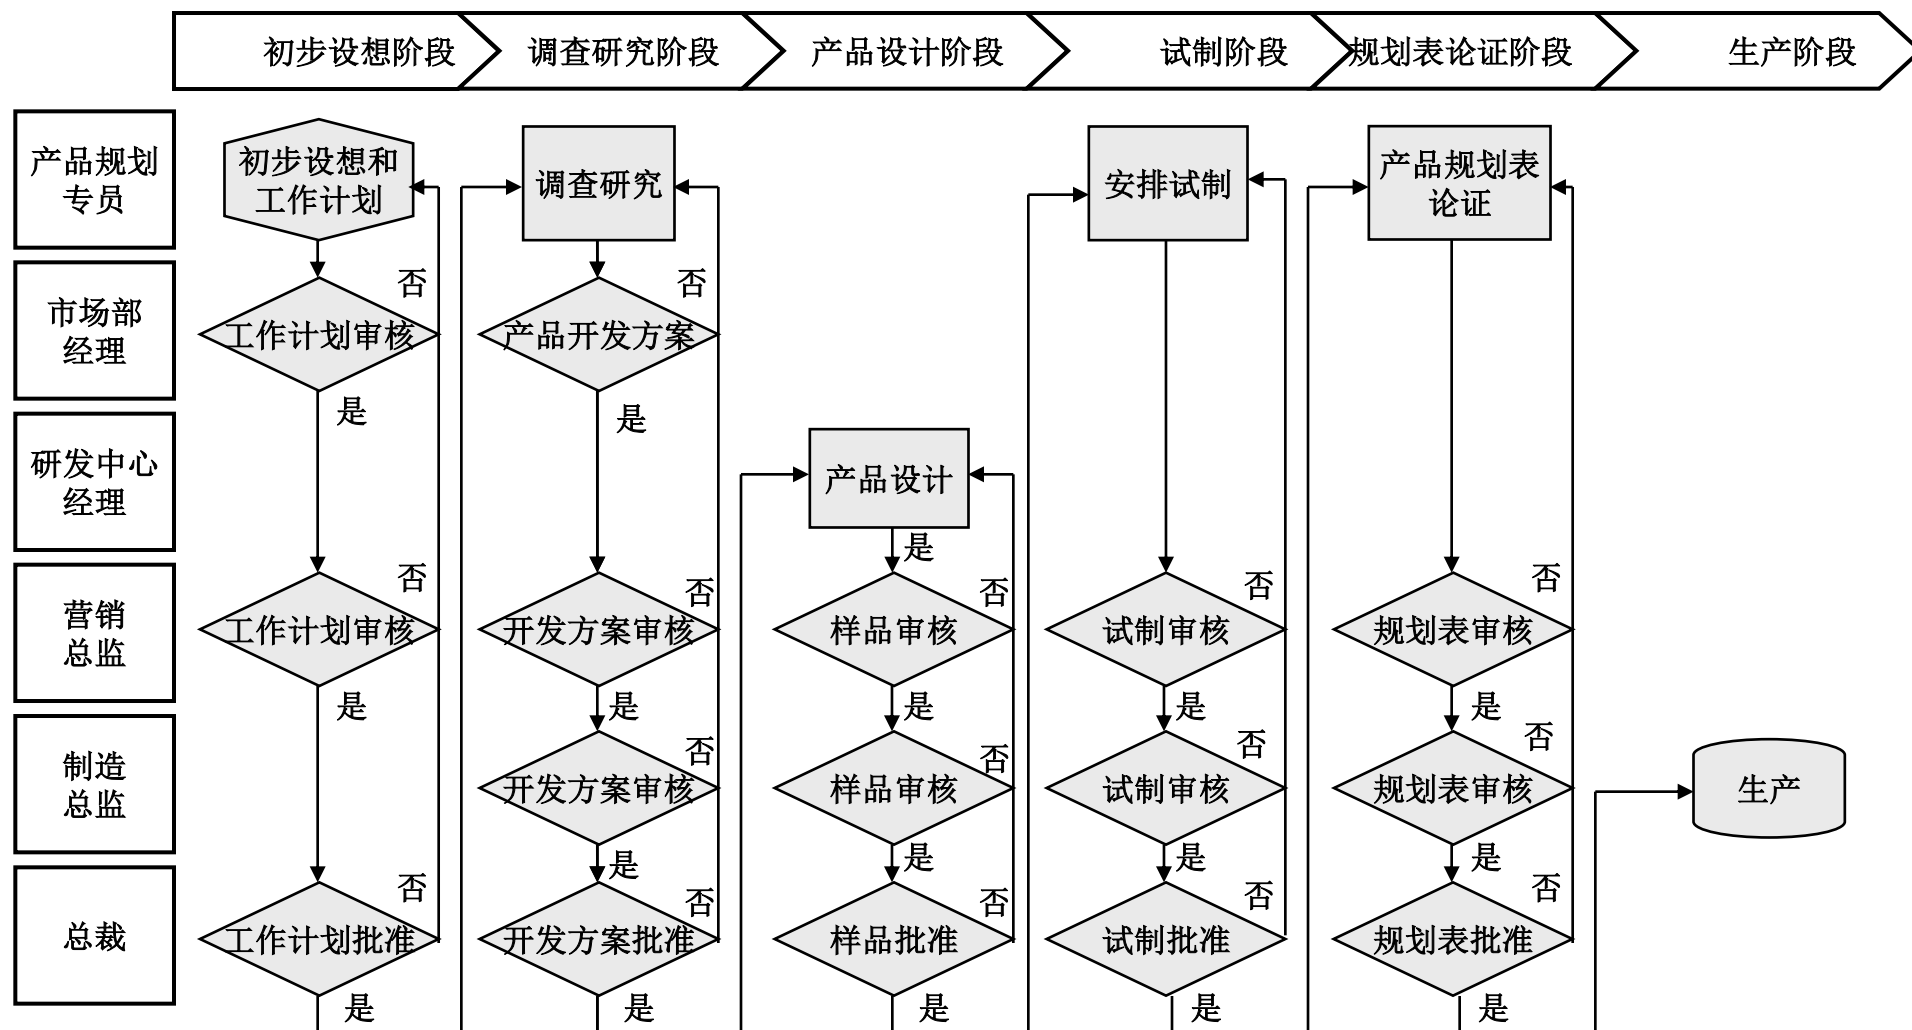 初步设想阶段
调查研究阶段
产品设计阶段
试制阶段
规划表论证阶段
生产阶段
产品规划
专员
初步设想和
工作计划
调查研究
安排试制
产品规划表
论证
市场部
经理
否
工作计划审核
是
否
产品开发方案
是
研发中心
经理
产品设计
是
营销
总监
否
工作计划审核
是
否
开发方案审核
是
否
样品审核
是
否
试制审核
是
否
规划表审核
是
制造
总监
否
开发方案审核
是
否
样品审核
是
否
试制审核
是
否
规划表审核
是
生产
总裁
否
工作计划批准
是
否
开发方案批准
是
否
样品批准
是
否
试制批准
是
否
规划表批准
是